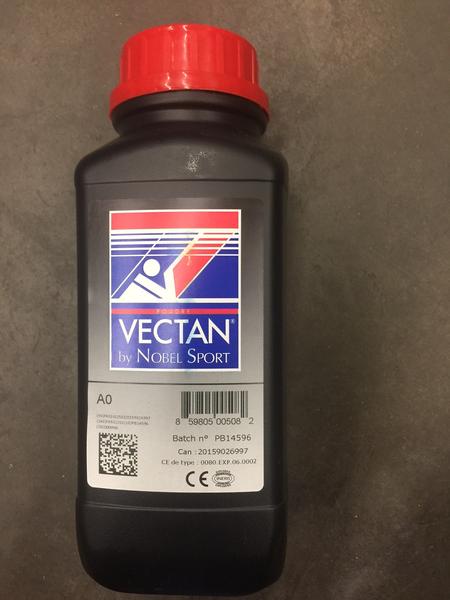 POUDRE
VECTAN®
by NOBEL SPORT
A0
8 59805 00508 2
Batch n° PB14596
Can : 20159026997
CE de type : 0080.EXP.06.0002
CE
INERIS